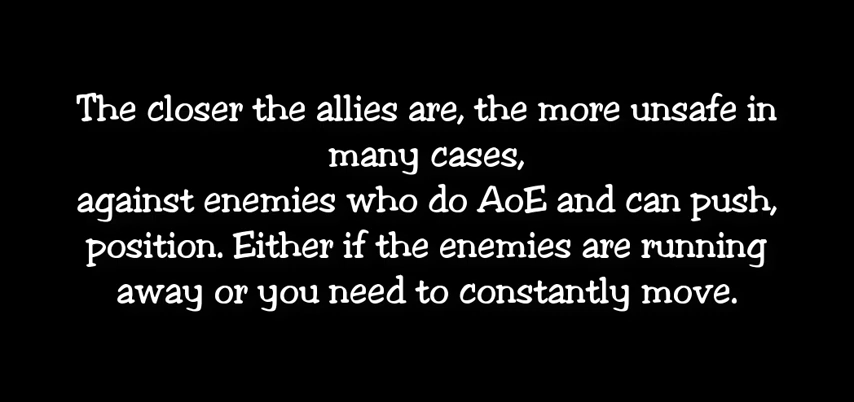 The closer the allies are, the more unsafe in
many cases,
against enemies who do AoE and can push,
position. Either if the enemies are running
away or you need to constantly move.